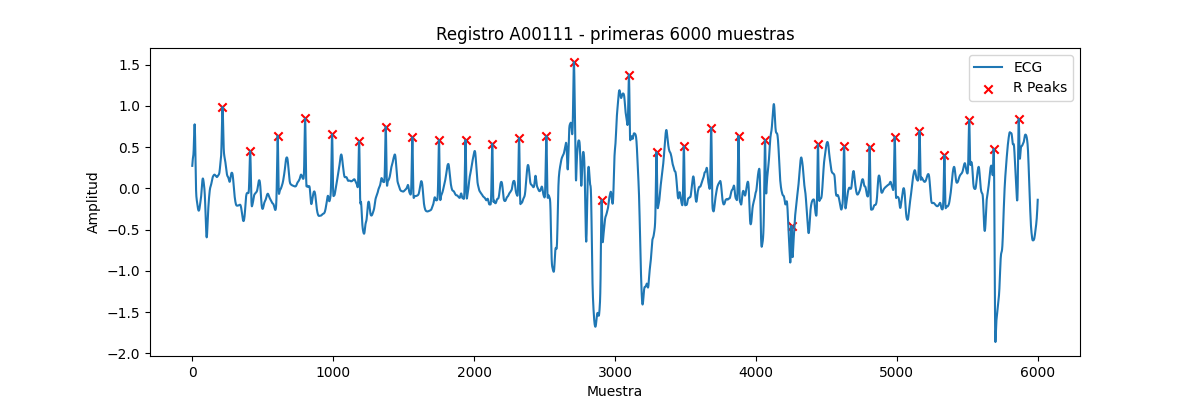 Registro A00111 - primeras 6000 muestras
1.5
1.0
0.5
0.0
−0.5
−1.0
−1.5
−2.0
Amplitud
ECG
R Peaks
0 1000 2000 3000 4000 5000 6000
Muestra